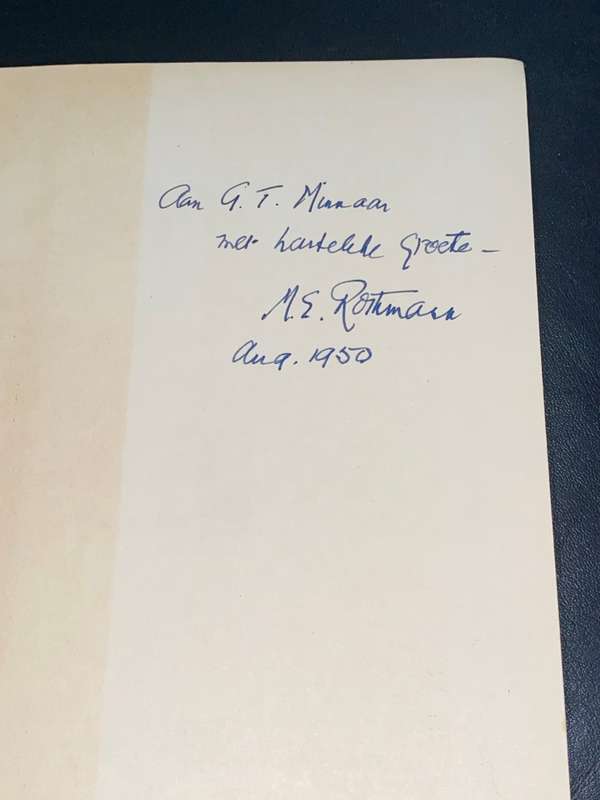 Aan G. T. Minnaar
met hartelike groete –
M.E. Rothmann
Aug. 1950